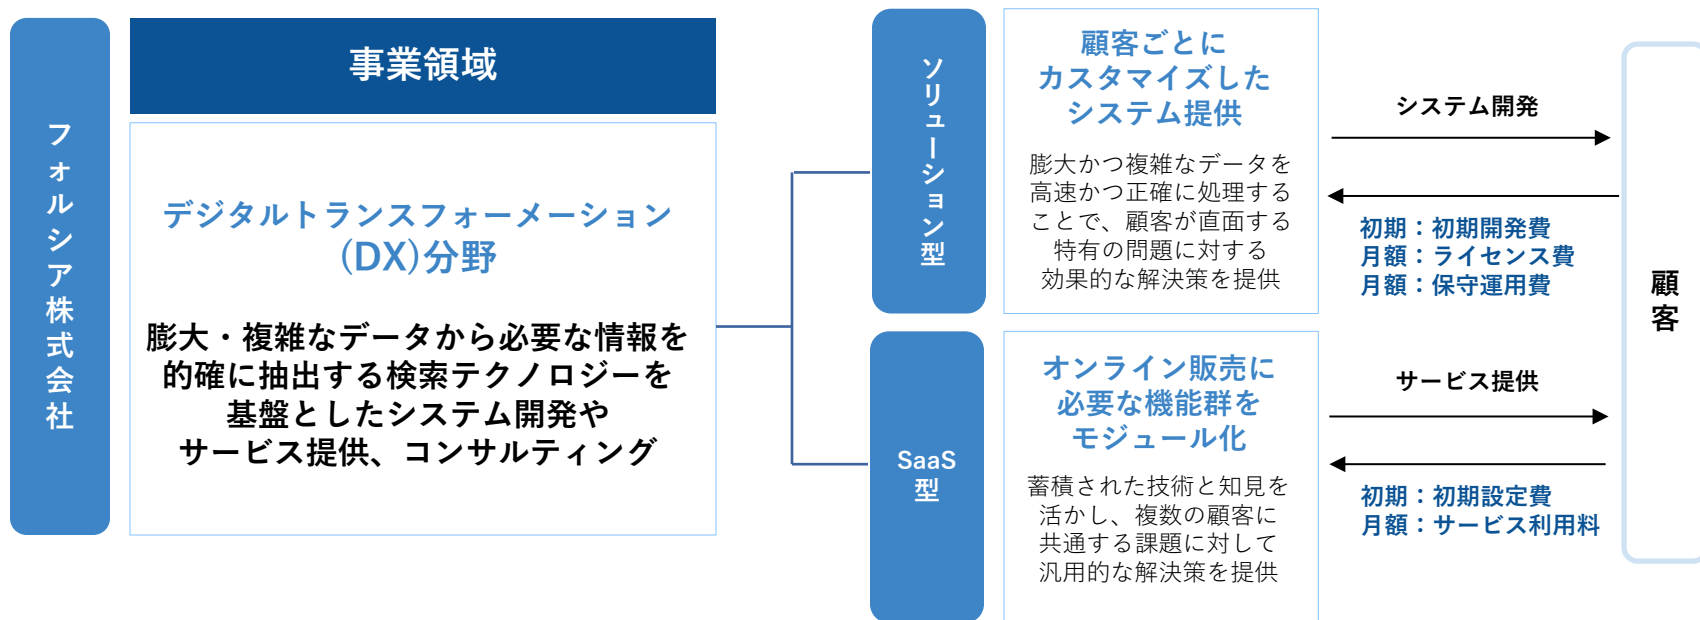 フォルシア株式会社
事業領域
デジタルトランスフォーメーション
(DX)分野
膨大・複雑なデータから必要な情報を
的確に抽出する検索テクノロジーを
基盤としたシステム開発や
サービス提供、コンサルティング
ソリューション型
顧客ごとに
カスタマイズした
システム提供
膨大かつ複雑なデータを
高速かつ正確に処理する
ことで、顧客が直面する
特有の問題に対する
効果的な解決策を提供
システム開発
初期：初期開発費
月額：ライセンス費
月額：保守運用費
SaaS
型
オンライン販売に
必要な機能群を
モジュール化
蓄積された技術と知見を
活かし、複数の顧客に
共通する課題に対して
汎用的な解決策を提供
サービス提供
初期：初期設定費
月額：サービス利用料
顧客